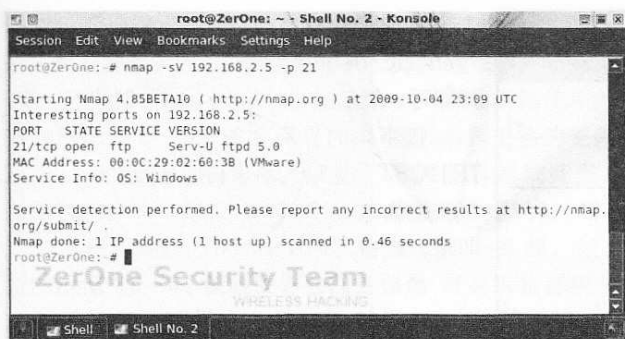 root@ZerOne: ~ - Shell No. 2 - Konsole
Session Edit View Bookmarks Settings Help
root@ZerOne:~# nmap -sV 192.168.2.5 -p 21
Starting Nmap 4.85BETA10 ( http://nmap.org ) at 2009-10-04 23:09 UTC
Interesting ports on 192.168.2.5:
PORT STATE SERVICE VERSION
21/tcp open ftp Serv-U ftpd 5.0
MAC Address: 00:0C:29:02:60:3B (VMware)
Service Info: OS: Windows
Service detection performed. Please report any incorrect results at http://nmap.
org/submit/ .
Nmap done: 1 IP address (1 host up) scanned in 0.46 seconds
root@ZerOne:~#
ZerOne Security Team
WIRELESS HACKING
Shell Shell No. 2